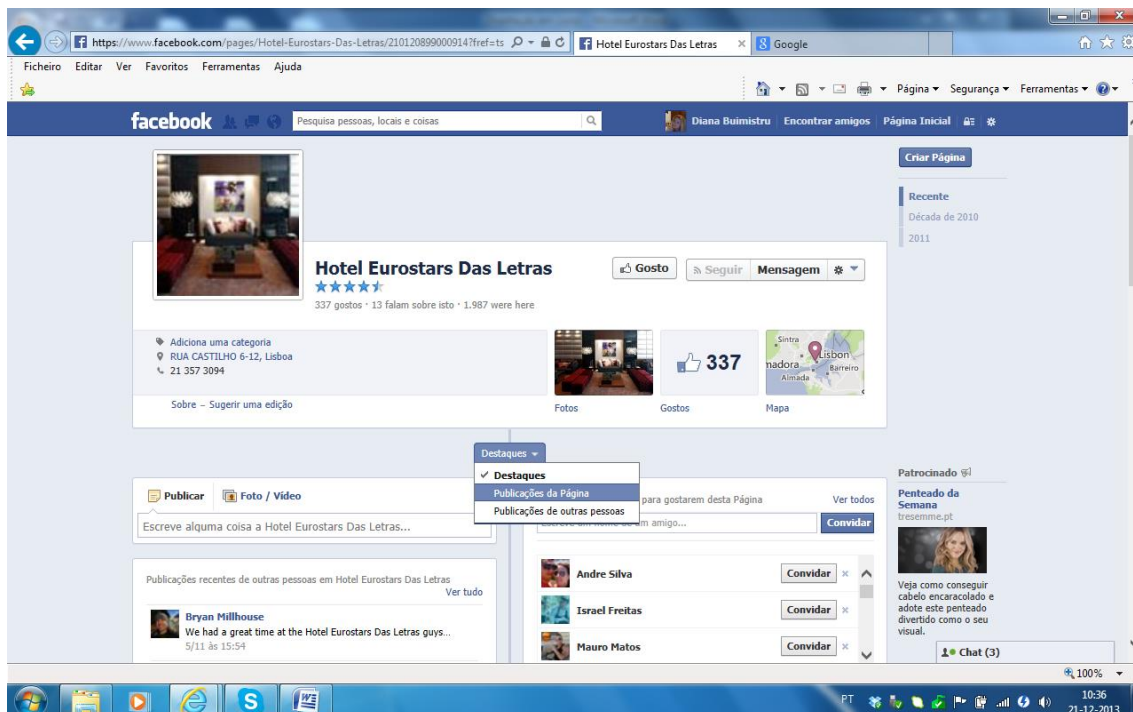 https://www.facebook.com/pages/Hotel-Eurostars-Das-Letras/210120899000914?fref=ts
Hotel Eurostars Das Letras
Google
Ficheiro Editar Ver Favoritos Ferramentas Ajuda
Página Segurança Ferramentas
facebook
Pesquisa pessoas, locais e coisas
Diana Buimistru Encontrar amigos Página Inicial
Criar Página
Recente
Década de 2010
2011
Hotel Eurostars Das Letras
Gosto
Seguir
Mensagem
337 gostos · 13 falam sobre isto · 1.987 were here
Adiciona uma categoria
RUA CASTILHO 6-12, Lisboa
21 357 3094
Sobre – Sugerir uma edição
337
Sintra
Lisbon
madora
Barreiro
Almada
Fotos
Gostos
Mapa
Destaques
Destaques
Publicações da Página
Publicações de outras pessoas
Publicar
Foto / Vídeo
Escreve alguma coisa a Hotel Eurostars Das Letras...
para gostarem desta Página
Ver todos
um amigo...
Convidar
Publicações recentes de outras pessoas em Hotel Eurostars Das Letras
Ver tudo
Bryan Millhouse
We had a great time at the Hotel Eurostars Das Letras guys...
5/11 às 15:54
Andre Silva
Convidar
Israel Freitas
Convidar
Mauro Matos
Convidar
Patrocinado
Penteado da
Semana
tresemme.pt
Veja como conseguir
cabelo encaracolado e
adote este penteado
divertido como o seu
visual.
Chat (3)
100%
PT
10:36
21-12-2013